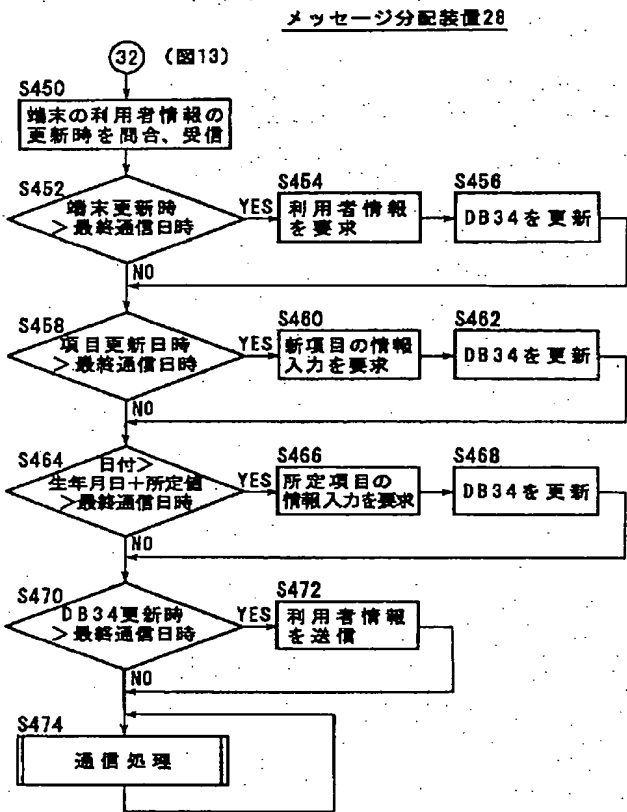 メッセージ分配装置28
32 (図13)
S450
端末の利用者情報の
更新時を問合、受信
S452
端末更新時
>最終通信日時
YES
S454
利用者情報
を要求
S456
DB34を更新
NO
S458
項目更新日時
>最終通信日時
YES
S460
新項目の情報
入力を要求
S462
DB34を更新
NO
S464
日付>
生年月日+所定値
>最終通信日時
YES
S466
所定項目の
情報入力を要求
S468
DB34を更新
NO
S470
DB34更新時
>最終通信日時
YES
S472
利用者情報
を送信
NO
S474
通信処理